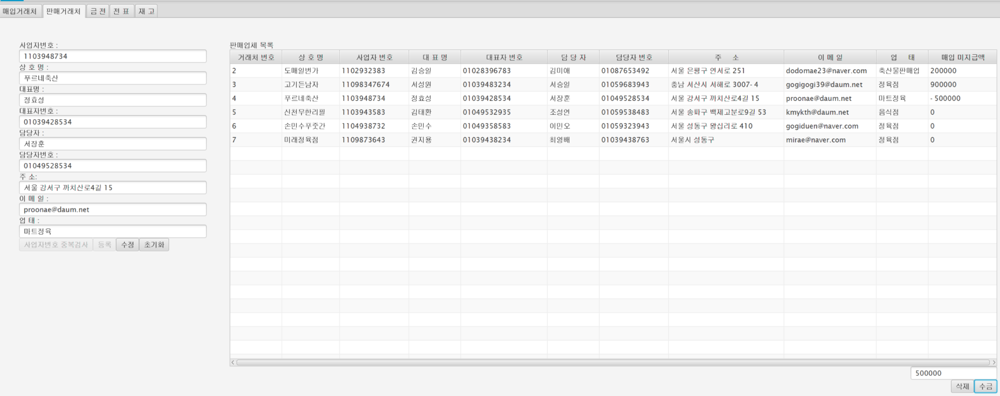 매입거래처 판매거래처 금 전 전 표 재 고
사업자번호 :
1103948734
상 호 명 :
푸르네축산
대표명 :
정효성
대표자번호 :
01039428534
담당자 :
서장훈
담당자번호 :
01049528534
주 소:
서울 강서구 까치산로4길 15
이 메 일 :
proonae@daum.net
업 태 :
마트정육
사업자번호 중복검사 등록 수정 초기화
판매업체 목록
거래처 번호 상 호 명 사업자 번호 대 표 명 대표자 번호 담 당 자 담당자 번호 주 소 이 메 일 업 태 매입 미지급액
2 도매일번가 1102932383 김승일 01028396783 김미애 01087653492 서울 은평구 연서로 251 dodomae23@naver.com 축산물판매업 200000
3 고기든남자 11098347674 서성원 01039483234 서승일 01059683943 충남 서산시 서해로 3007- 4 gogigogi39@daum.net 정육점 900000
4 푸르네축산 1103948734 정효성 01039428534 서장훈 01049528534 서울 강서구 까치산로4길 15 proonae@daum.net 마트정육 - 500000
5 신천무한리필 1103943583 김태환 01049532935 조성연 01059538483 서울 송파구 백제고분로9길 53 kmykth@daum.net 음식점 0
6 손민수푸줏간 1104938732 손민수 01049358583 이민오 01059323943 서울 성동구 왕십리로 410 gogiduen@naver.com 정육점 0
7 미래정육점 1109873643 권지용 01039438234 최영배 01039438763 서울시 성동구 mirae@naver.com 정육점 0
500000
삭제 수금